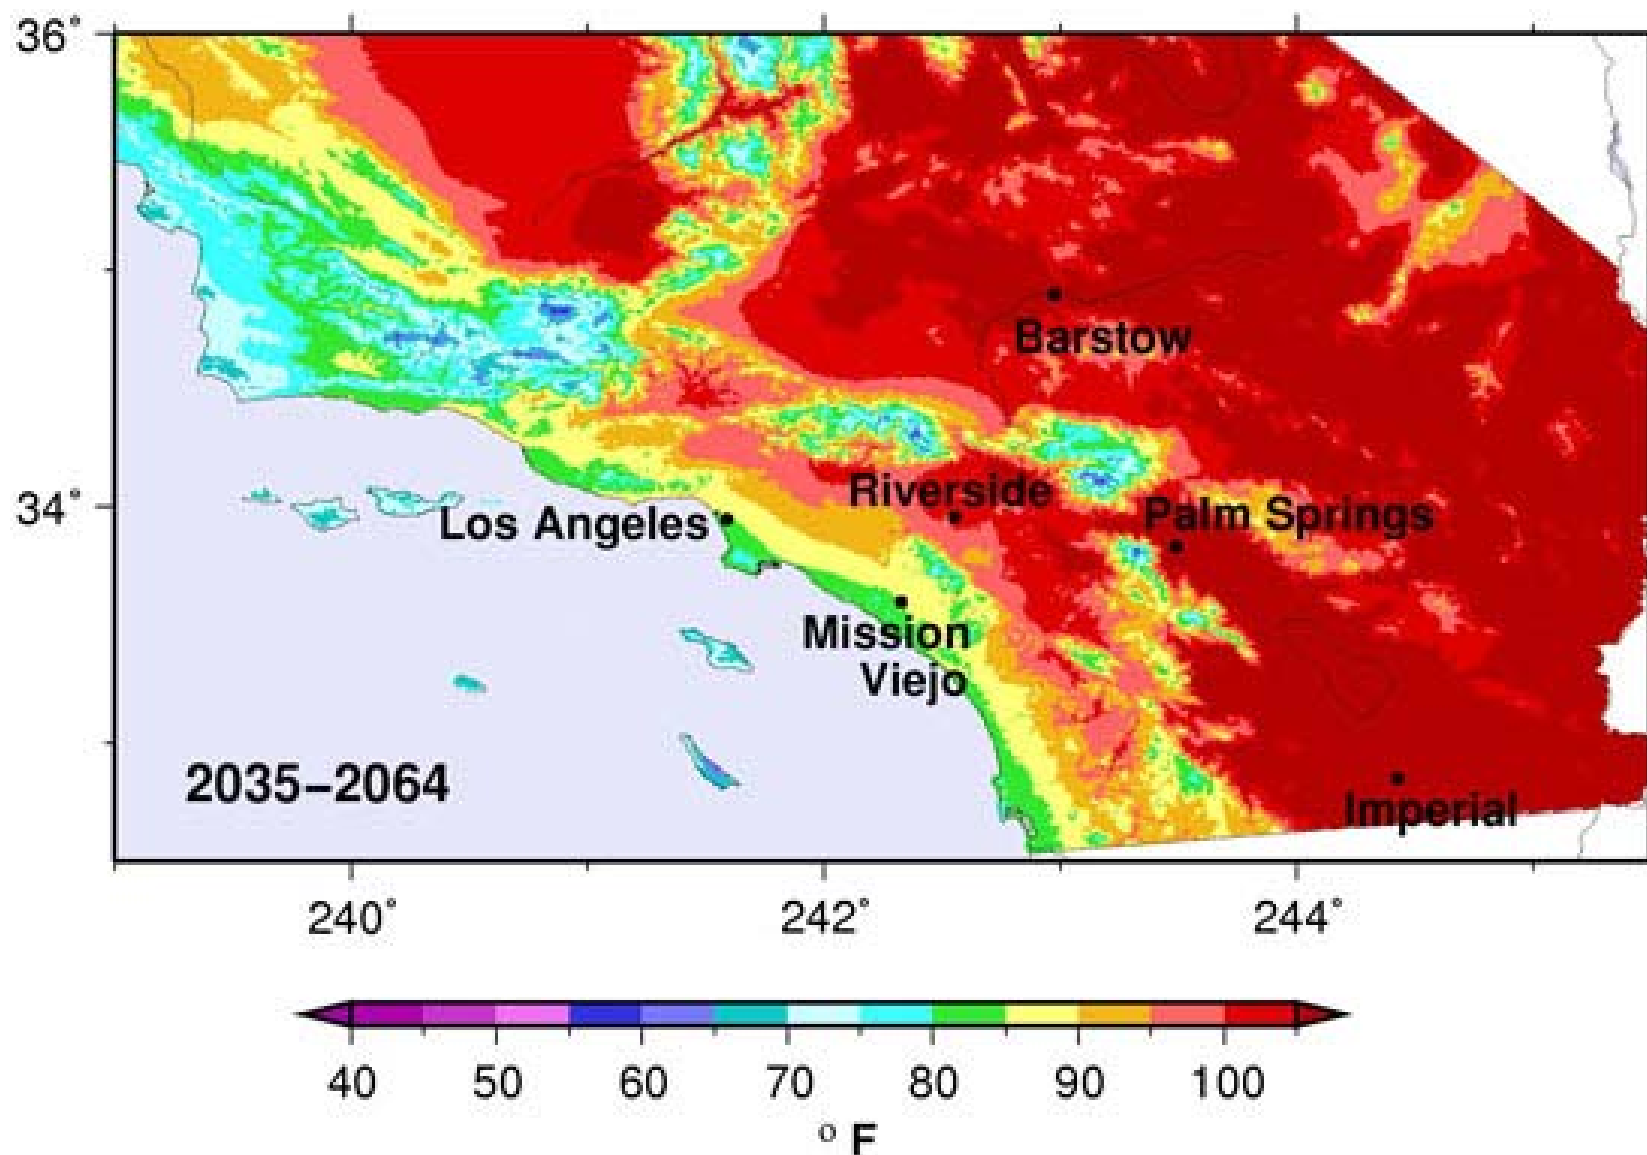 36°
Barstow
Riverside
34°
Los Angeles
Palm Springs
Mission
Viejo
2035–2064
Imperial
240°
242°
244°
40 50 60 70 80 90 100
° F